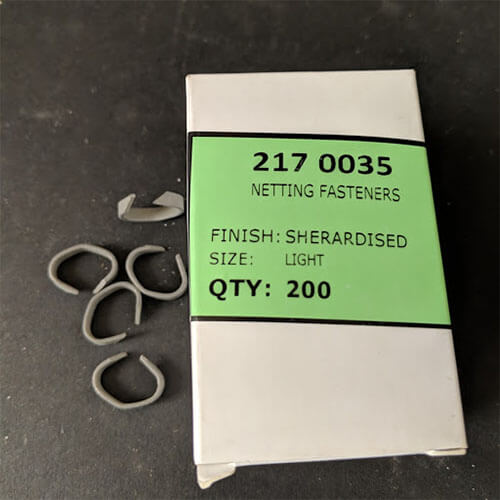 217 0035
NETTING FASTENERS
FINISH: SHERARDISED
SIZE: LIGHT
QTY: 200